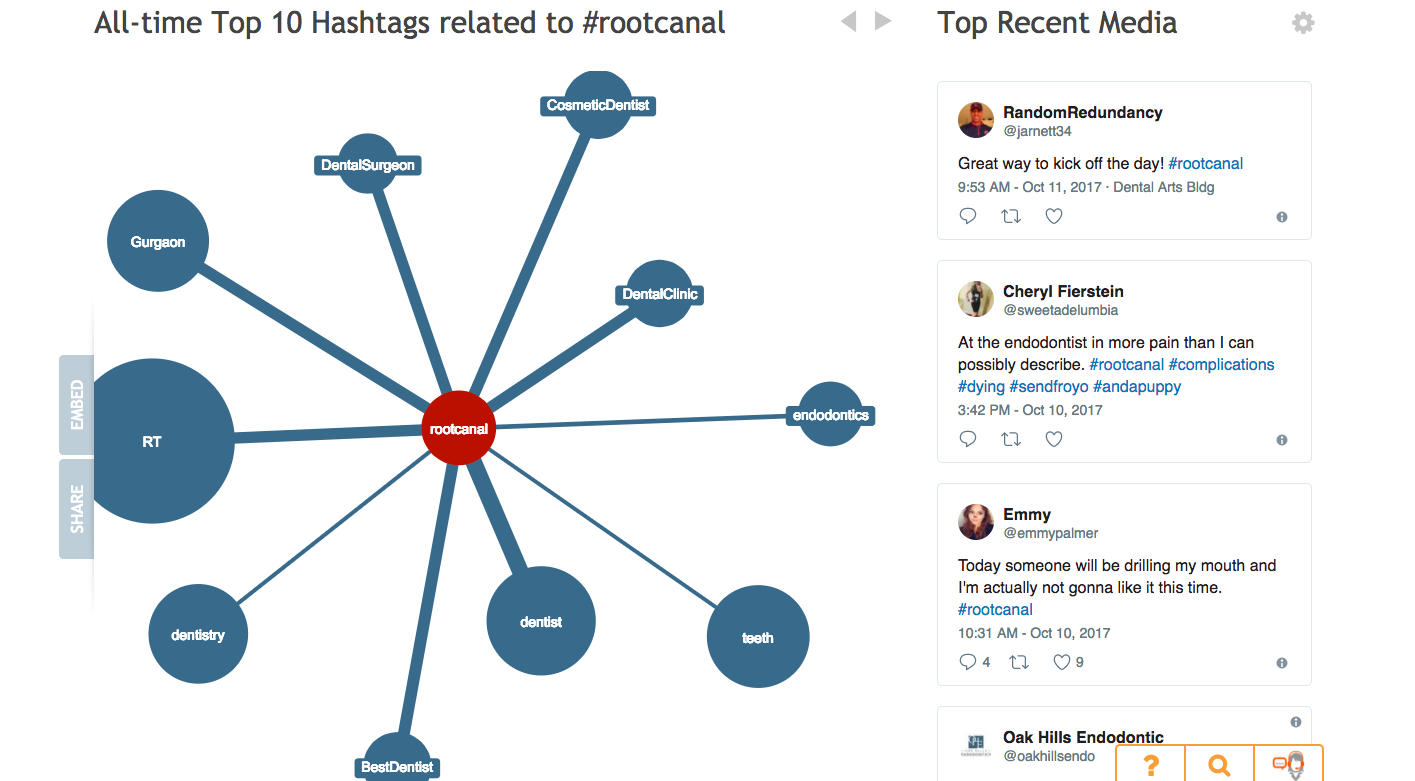 All-time Top 10 Hashtags related to #rootcanal
CosmeticDentist
DentalSurgeon
Gurgaon
DentalClinic
endodontics
rootcanal
RT
dentistry
dentist
teeth
BestDentist
EMBED
SHARE
Top Recent Media
RandomRedundancy
@jarnett34
Great way to kick off the day! #rootcanal
9:53 AM - Oct 11, 2017 · Dental Arts Bldg
Cheryl Fierstein
@sweetadelumbia
At the endodontist in more pain than I can
possibly describe. #rootcanal #complications
#dying #sendfroyo #andapuppy
3:42 PM - Oct 10, 2017
Emmy
@emmypalmer
Today someone will be drilling my mouth and
I'm actually not gonna like it this time.
#rootcanal
10:31 AM - Oct 10, 2017
4 9
Oak Hills Endodontic
@oakhillsendo
?